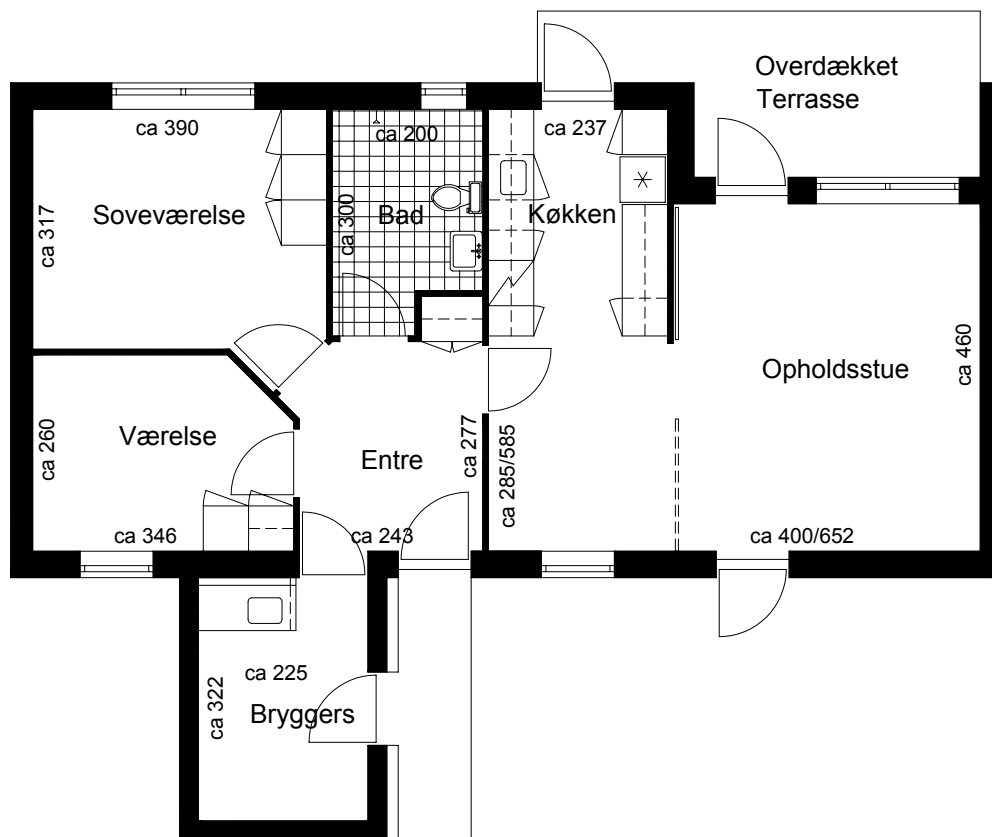 Overdækket
Terrasse
ca 390
ca 200
ca 237
ca 317
Soveværelse
ca 300
Bad
Køkken
Opholdsstue
ca 460
ca 260
Værelse
Entre
ca 277
ca 285/585
ca 346
ca 243
ca 400/652
ca 225
ca 322
Bryggers